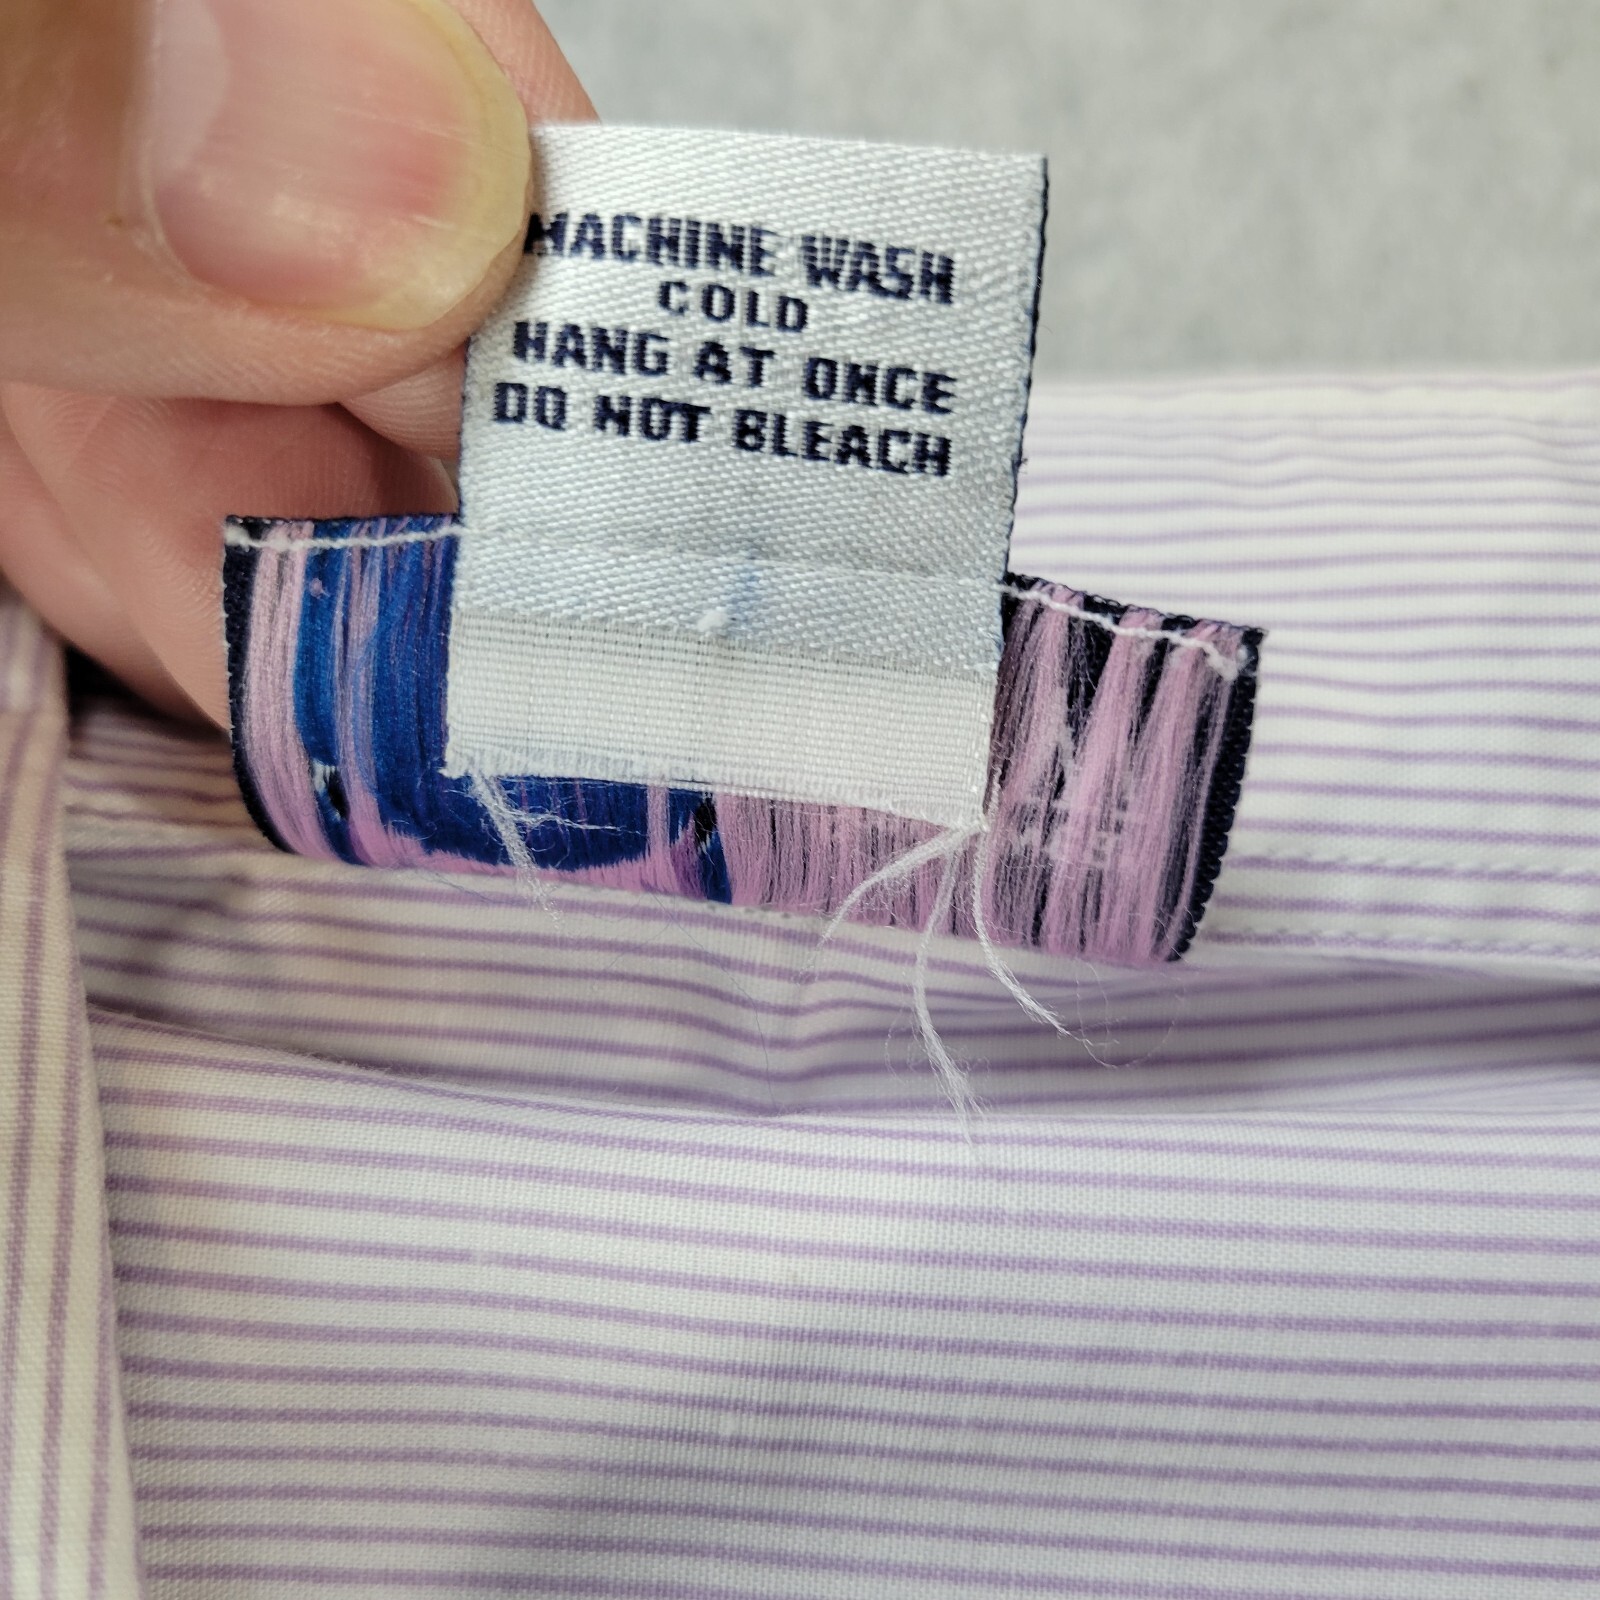 MACHINE WASH
COLD
HANG AT ONCE
DO NOT BLEACH